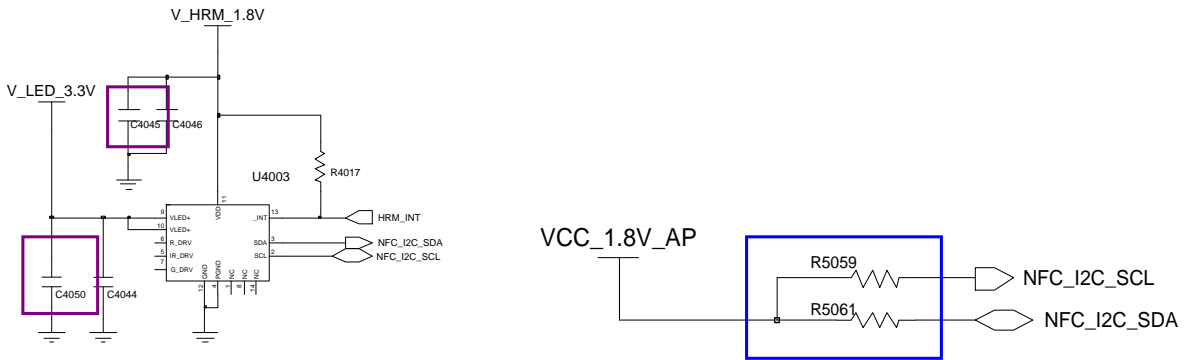 V_HRM_1.8V
V_LED_3.3V
C4045
C4046
U4003
R4017
11
VDD
9
VLED+
_INT
13
HRM_INT
10
VLED+
6
R_DRV
SDA
3
NFC_I2C_SDA
5
IR_DRV
SCL
2
NFC_I2C_SCL
7
G_DRV
GND
PGND
NC
NC
NC
12
4
1
8
14
C4050
C4044
VCC_1.8V_AP
R5059
NFC_I2C_SCL
R5061
NFC_I2C_SDA